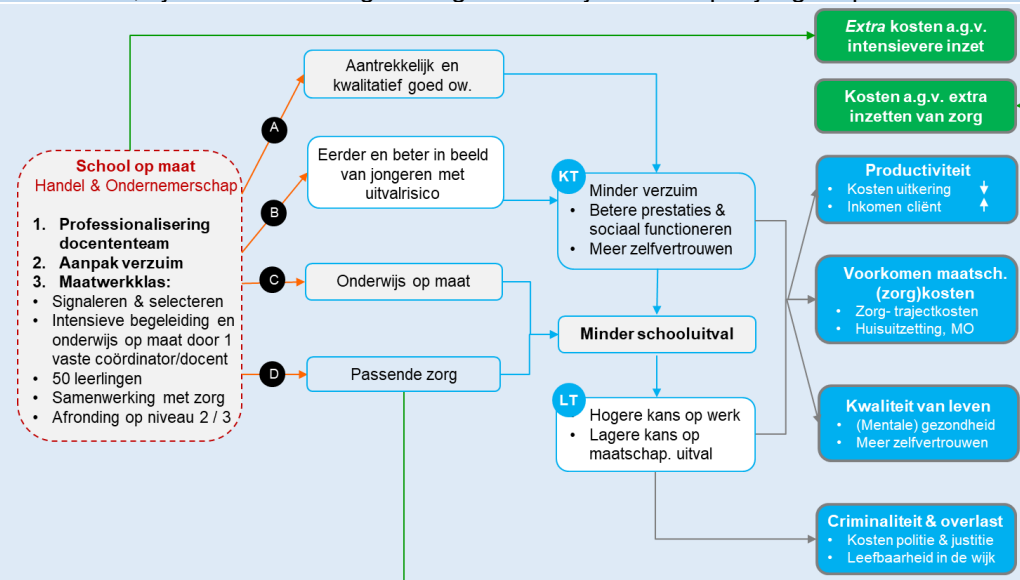 Extra kosten a.g.v.
intensievere inzet
Kosten a.g.v. extra
inzetten van zorg
School op maat
Handel & Ondernemerschap
1. Professionalisering
docententeam
2. Aanpak verzuim
3. Maatwerkklas:
• Signaleren & selecteren
• Intensieve begeleiding en
onderwijs op maat door 1
vaste coördinator/docent
• 50 leerlingen
• Samenwerking met zorg
• Afronding op niveau 2 / 3
A
B
C
D
Aantrekkelijk en
kwalitatief goed ow.
Eerder en beter in beeld
van jongeren met
uitvalrisico
Onderwijs op maat
Passende zorg
KT
Minder verzuim
• Betere prestaties &
sociaal functioneren
• Meer zelfvertrouwen
Minder schooluitval
LT
Hogere kans op werk
• Lagere kans op
maatschap. uitval
Productiviteit
• Kosten uitkering
• Inkomen cliënt
Voorkomen maatsch.
(zorg)kosten
• Zorg- trajectkosten
• Huisuitzetting, MO
Kwaliteit van leven
• (Mentale) gezondheid
• Meer zelfvertrouwen
Criminaliteit & overlast
• Kosten politie & justitie
• Leefbaarheid in de wijk